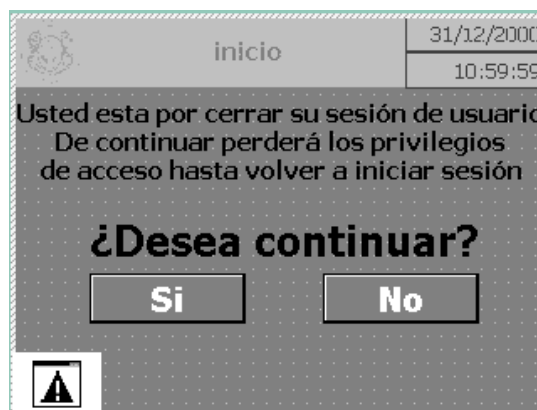 inicio
31/12/2000
10:59:59
Usted esta por cerrar su sesión de usuario
De continuar perderá los privilegios
de acceso hasta volver a iniciar sesión
¿Desea continuar?
Si
No